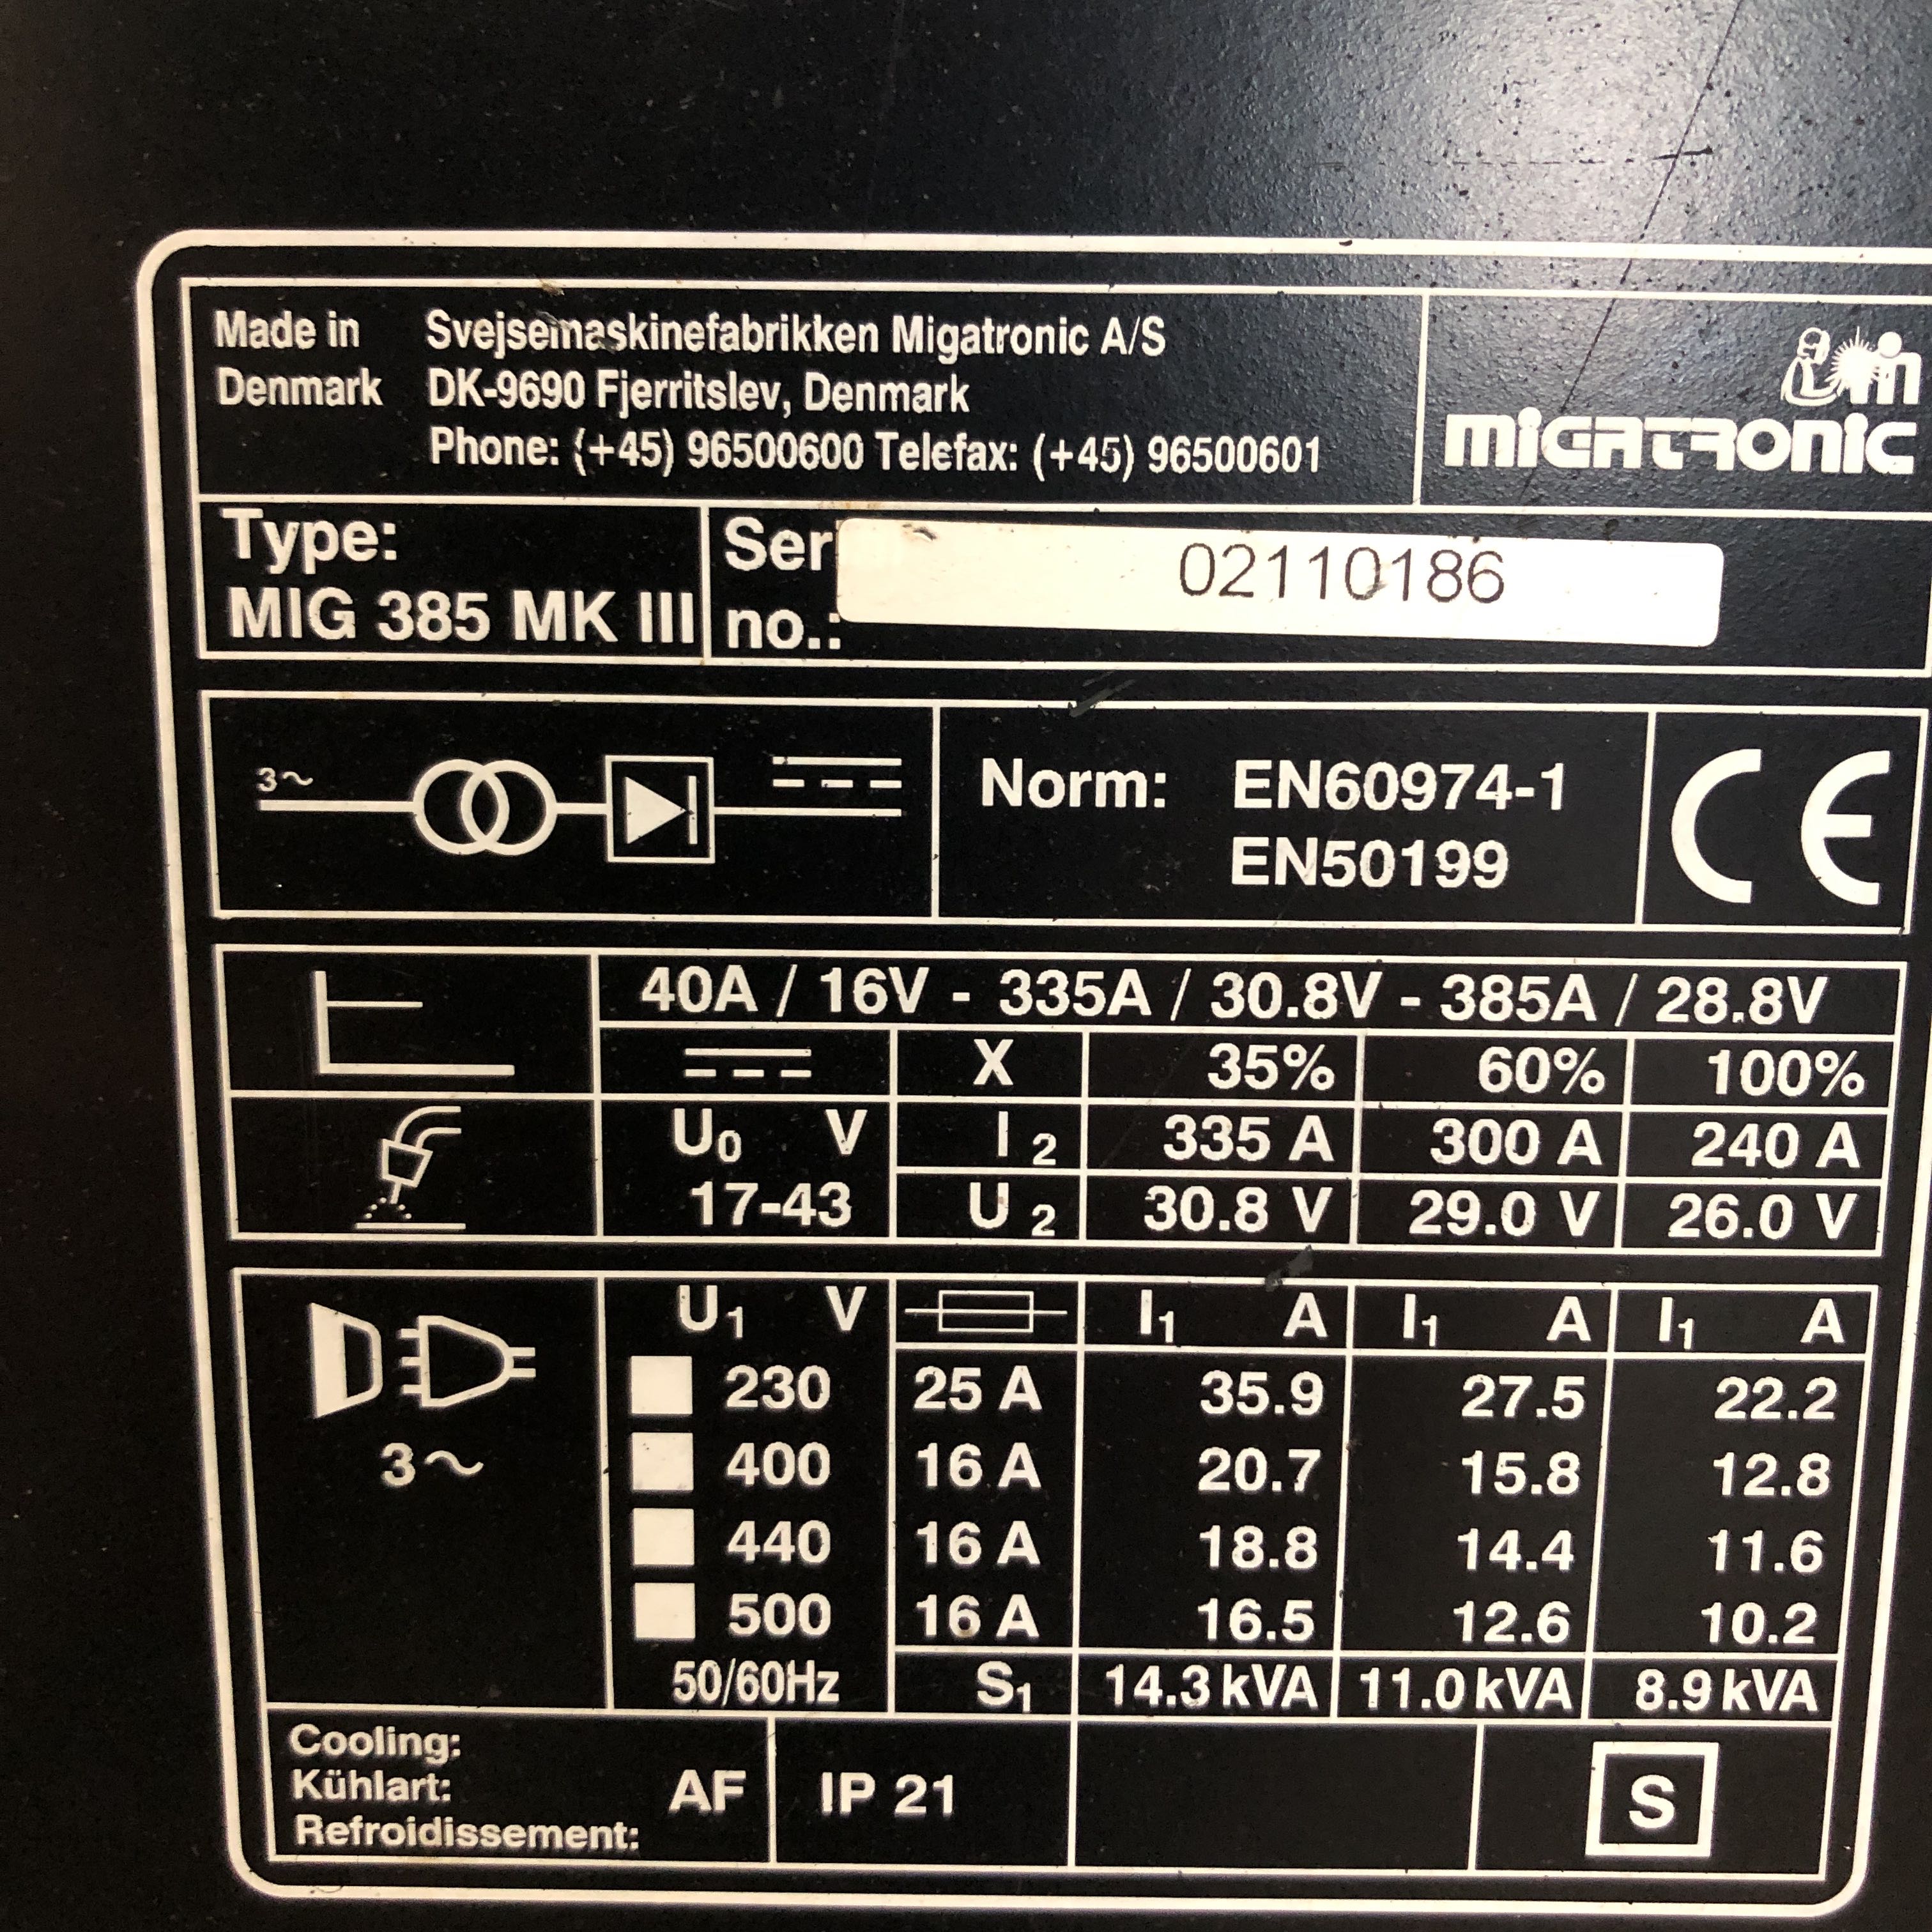 Made in Svejsemaskinefabrikken Migatronic A/S
Denmark DK-9690 Fjerritslev, Denmark
Phone: (+45) 96500600 Telefax: (+45) 96500601
MIGATRONIC
Type:
MIG 385 MK III
Ser
no.:
02110186
3~
Norm: EN60974-1
EN50199
CE
40A / 16V - 335A / 30.8V - 385A / 28.8V
X 35% 60% 100%
U0 V I2 335 A 300 A 240 A
17-43 U2 30.8 V 29.0 V 26.0 V
U1 V I1 A I1 A I1 A
230 25 A 35.9 27.5 22.2
3~ 400 16 A 20.7 15.8 12.8
440 16 A 18.8 14.4 11.6
500 16 A 16.5 12.6 10.2
50/60Hz S1 14.3 kVA 11.0 kVA 8.9 kVA
Cooling:
Kühlart: AF IP 21 S
Refroidissement: